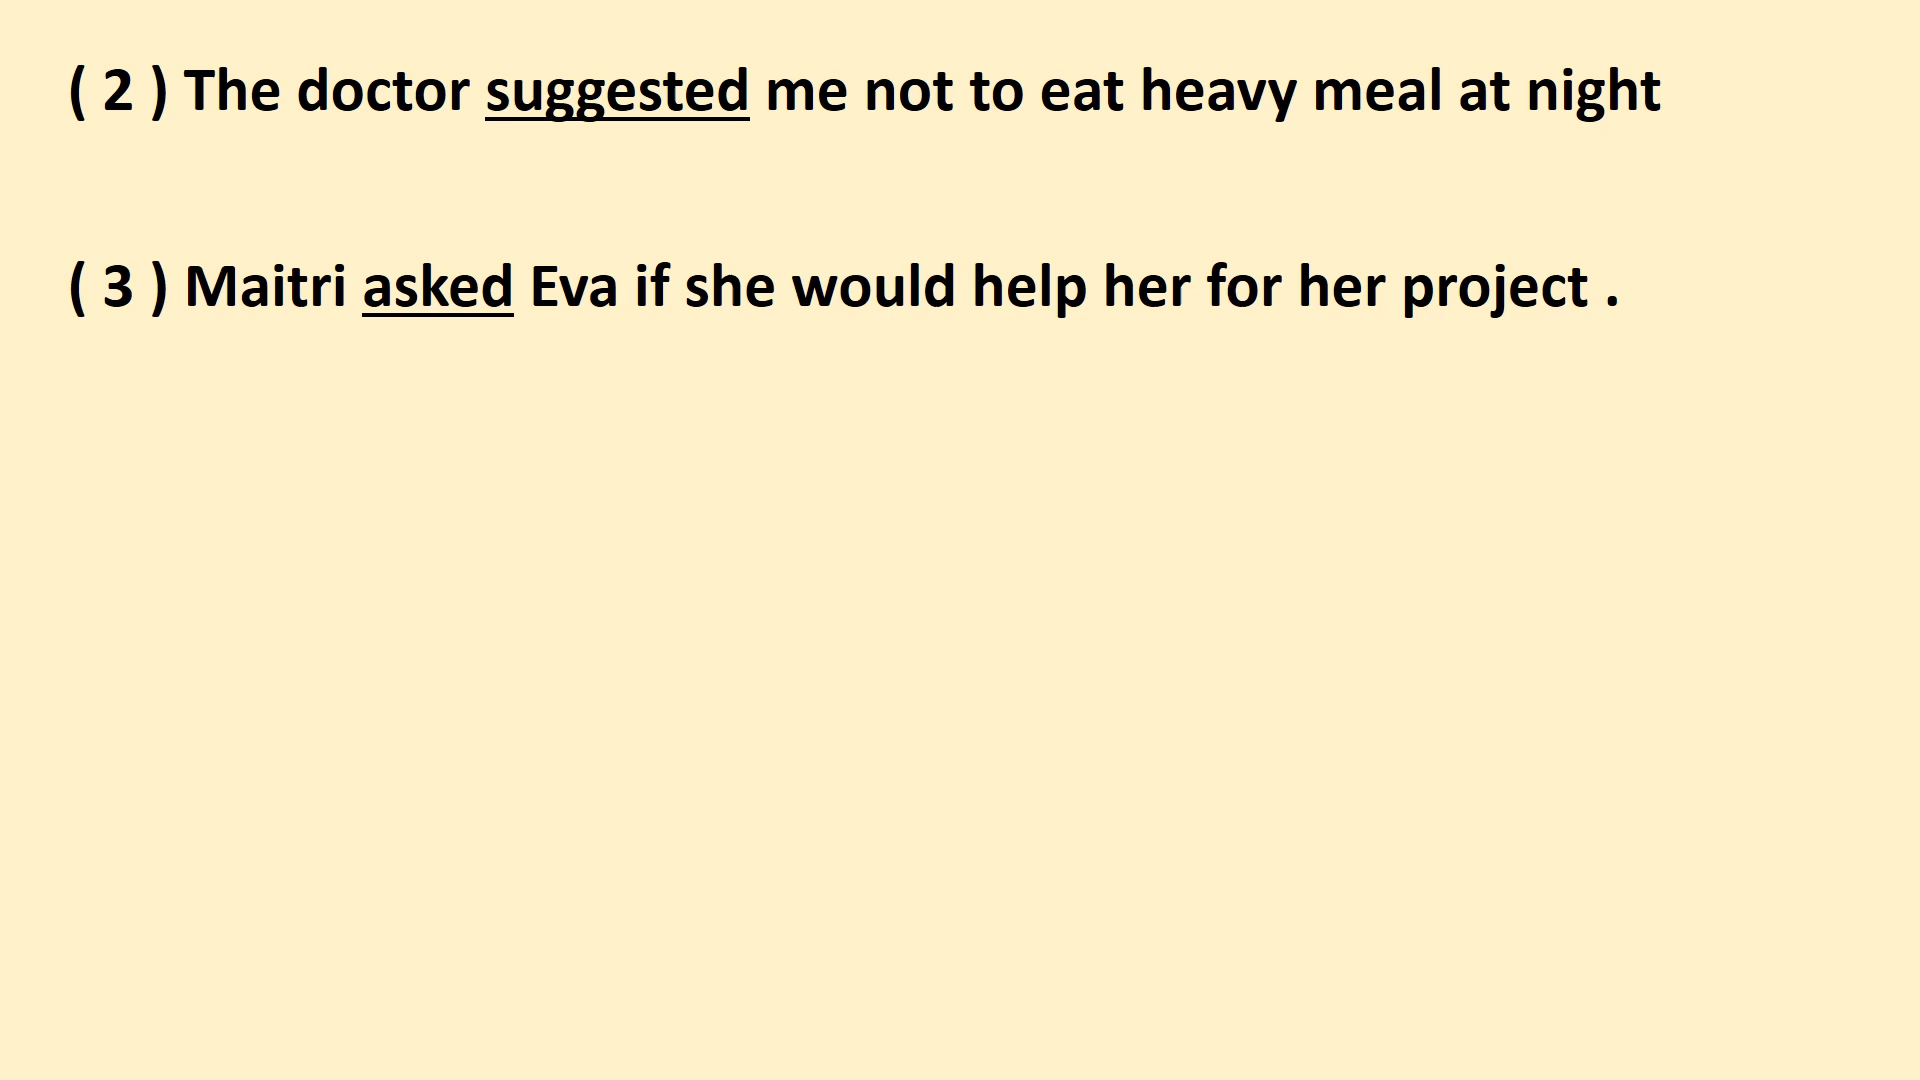 ( 2 ) The doctor suggested me not to eat heavy meal at night
( 3 ) Maitri asked Eva if she would help her for her project .